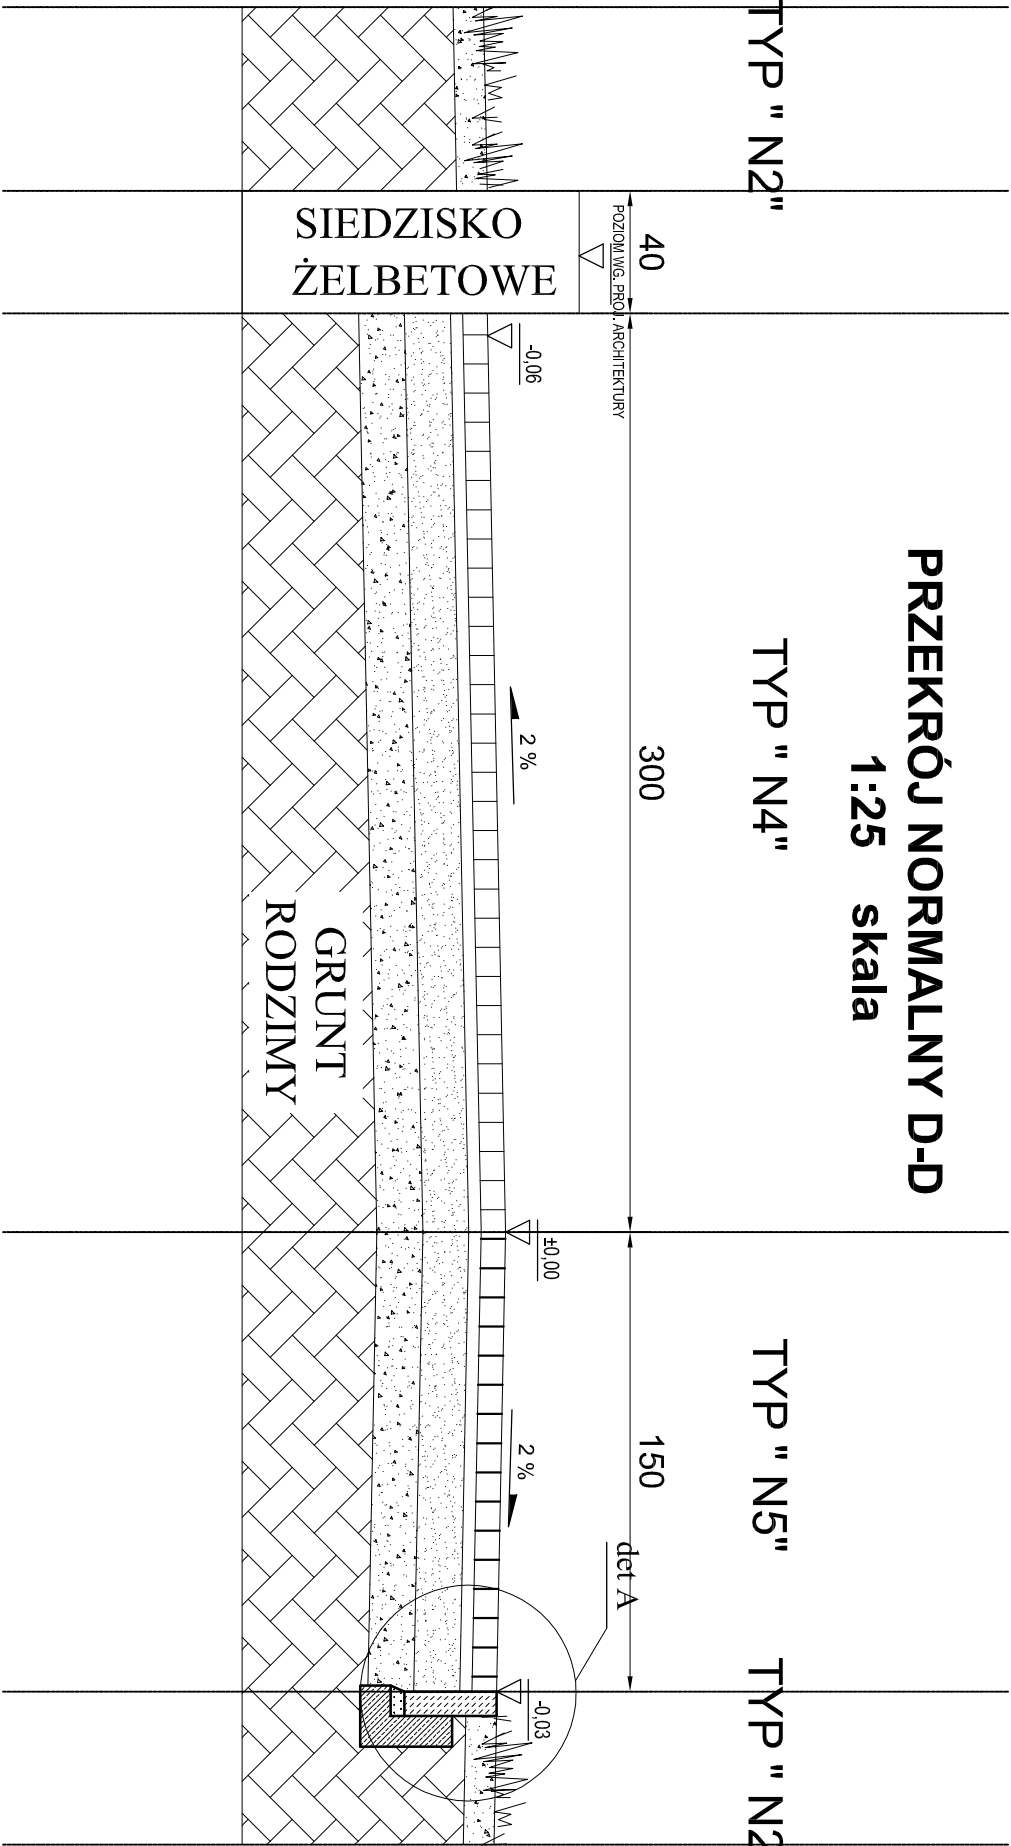 PRZEKRÓJ NORMALNY D-D
1:25 skala
TYP " N2"
TYP " N4"
TYP " N5"
TYP " N2
40
300
150
POZIOM WG. PROJ. ARCHITEKTURY
det A
-0,06
±0,00
-0,03
2 %
2 %
SIEDZISKO
ŻELBETOWE
GRUNT
RODZIMY